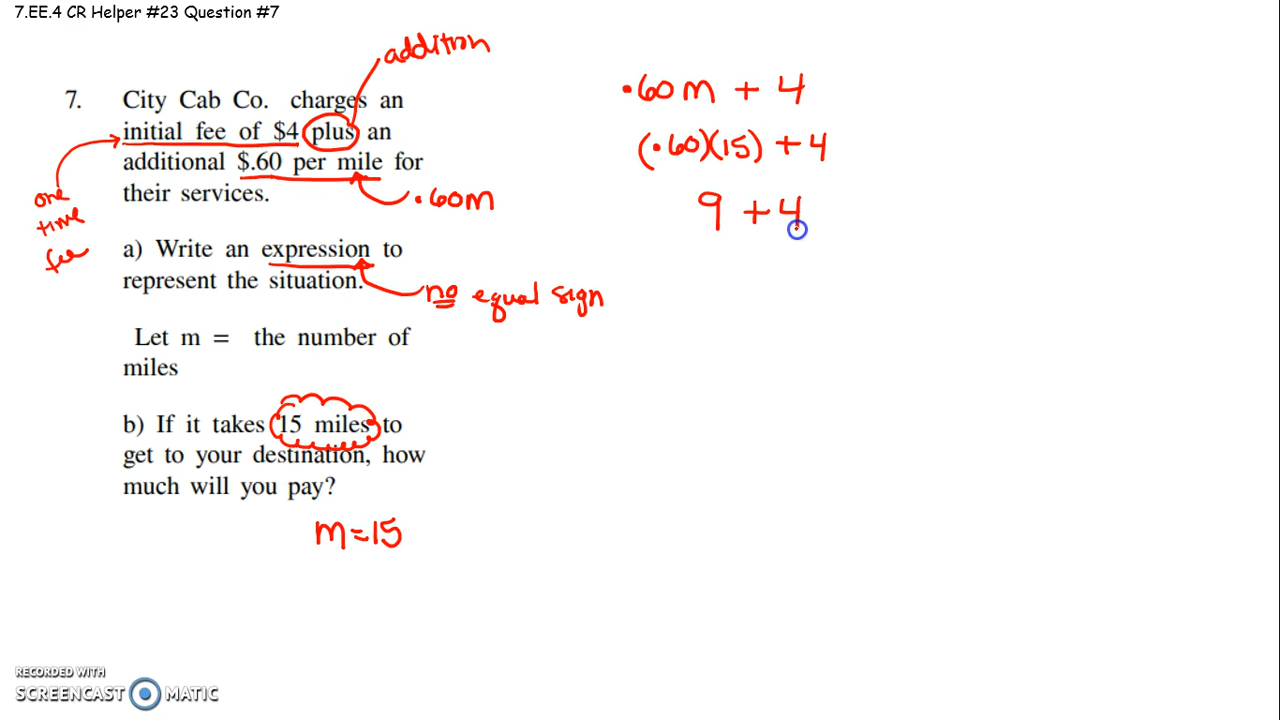 7.EE.4 CR Helper #23 Question #7
addition
7. City Cab Co. charges an
initial fee of $4 plus an
additional $.60 per mile for
their services.
one
time
fee
.60m
a) Write an expression to
represent the situation.
no equal sign
Let m = the number of
miles
b) If it takes 15 miles to
get to your destination, how
much will you pay?
m=15
.60m + 4
(.60)(15) + 4
9 + 4
RECORDED WITH
SCREENCAST MATIC